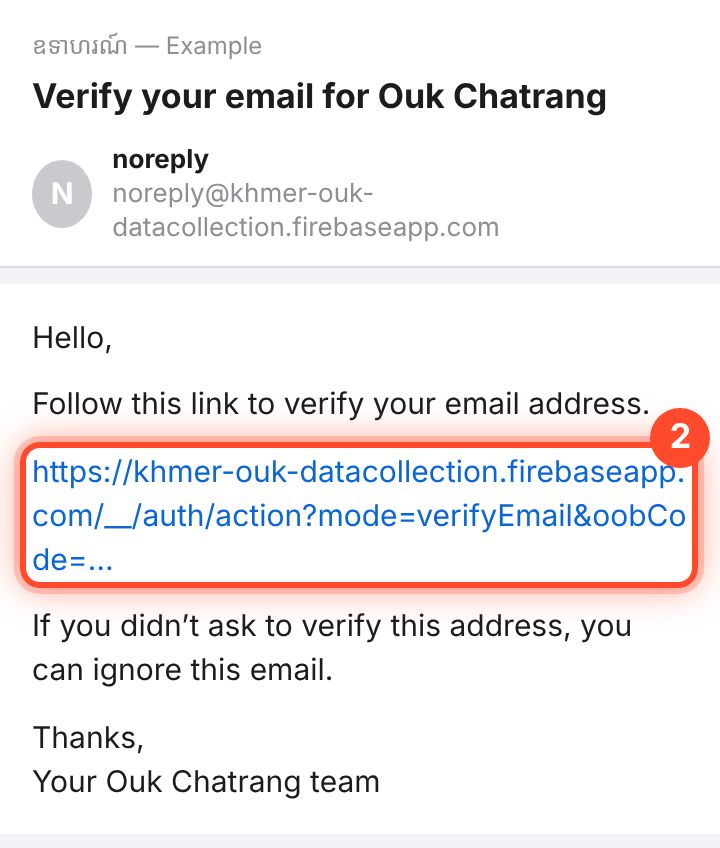 ឧទាហរណ៍ — Example
Verify your email for Ouk Chatrang
N
noreply
noreply@khmer-ouk-
datacollection.firebaseapp.com
Hello,
Follow this link to verify your email address.
2
https://khmer-ouk-datacollection.firebaseapp.
com/__/auth/action?mode=verifyEmail&oobCo
de=...
If you didn’t ask to verify this address, you
can ignore this email.
Thanks,
Your Ouk Chatrang team